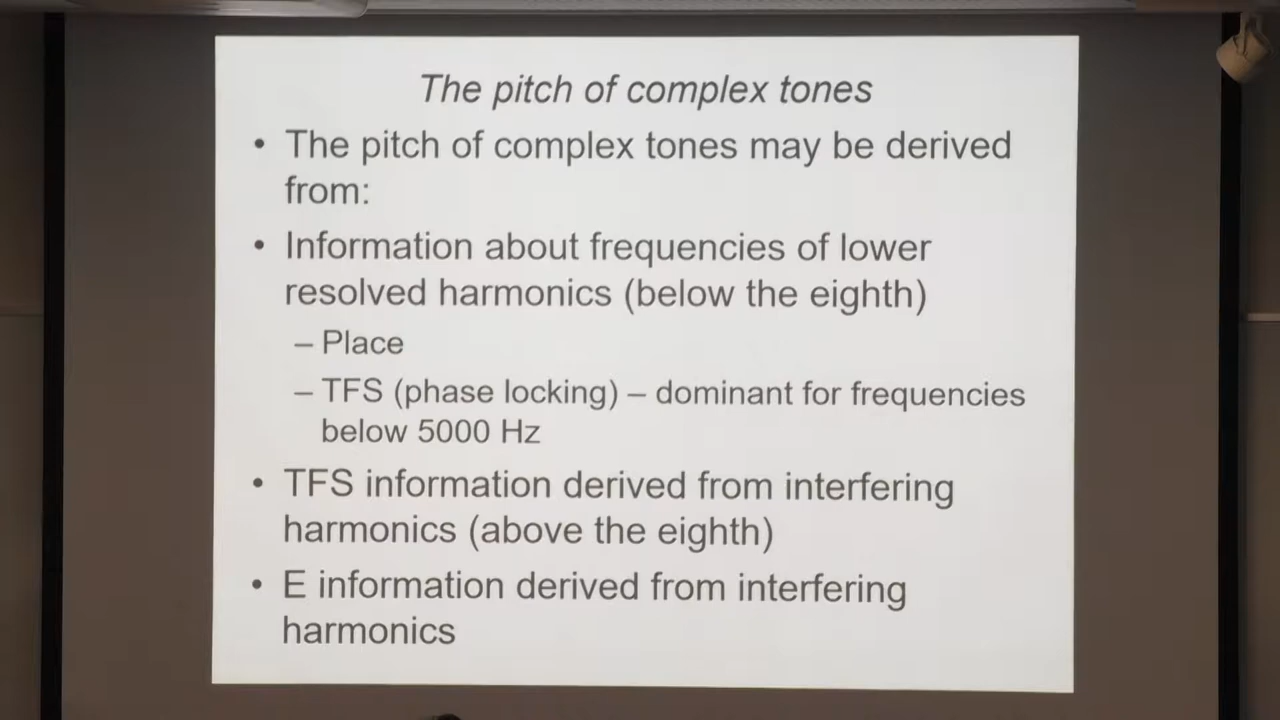 The pitch of complex tones
• The pitch of complex tones may be derived
from:
• Information about frequencies of lower
resolved harmonics (below the eighth)
– Place
– TFS (phase locking) – dominant for frequencies
below 5000 Hz
• TFS information derived from interfering
harmonics (above the eighth)
• E information derived from interfering
harmonics